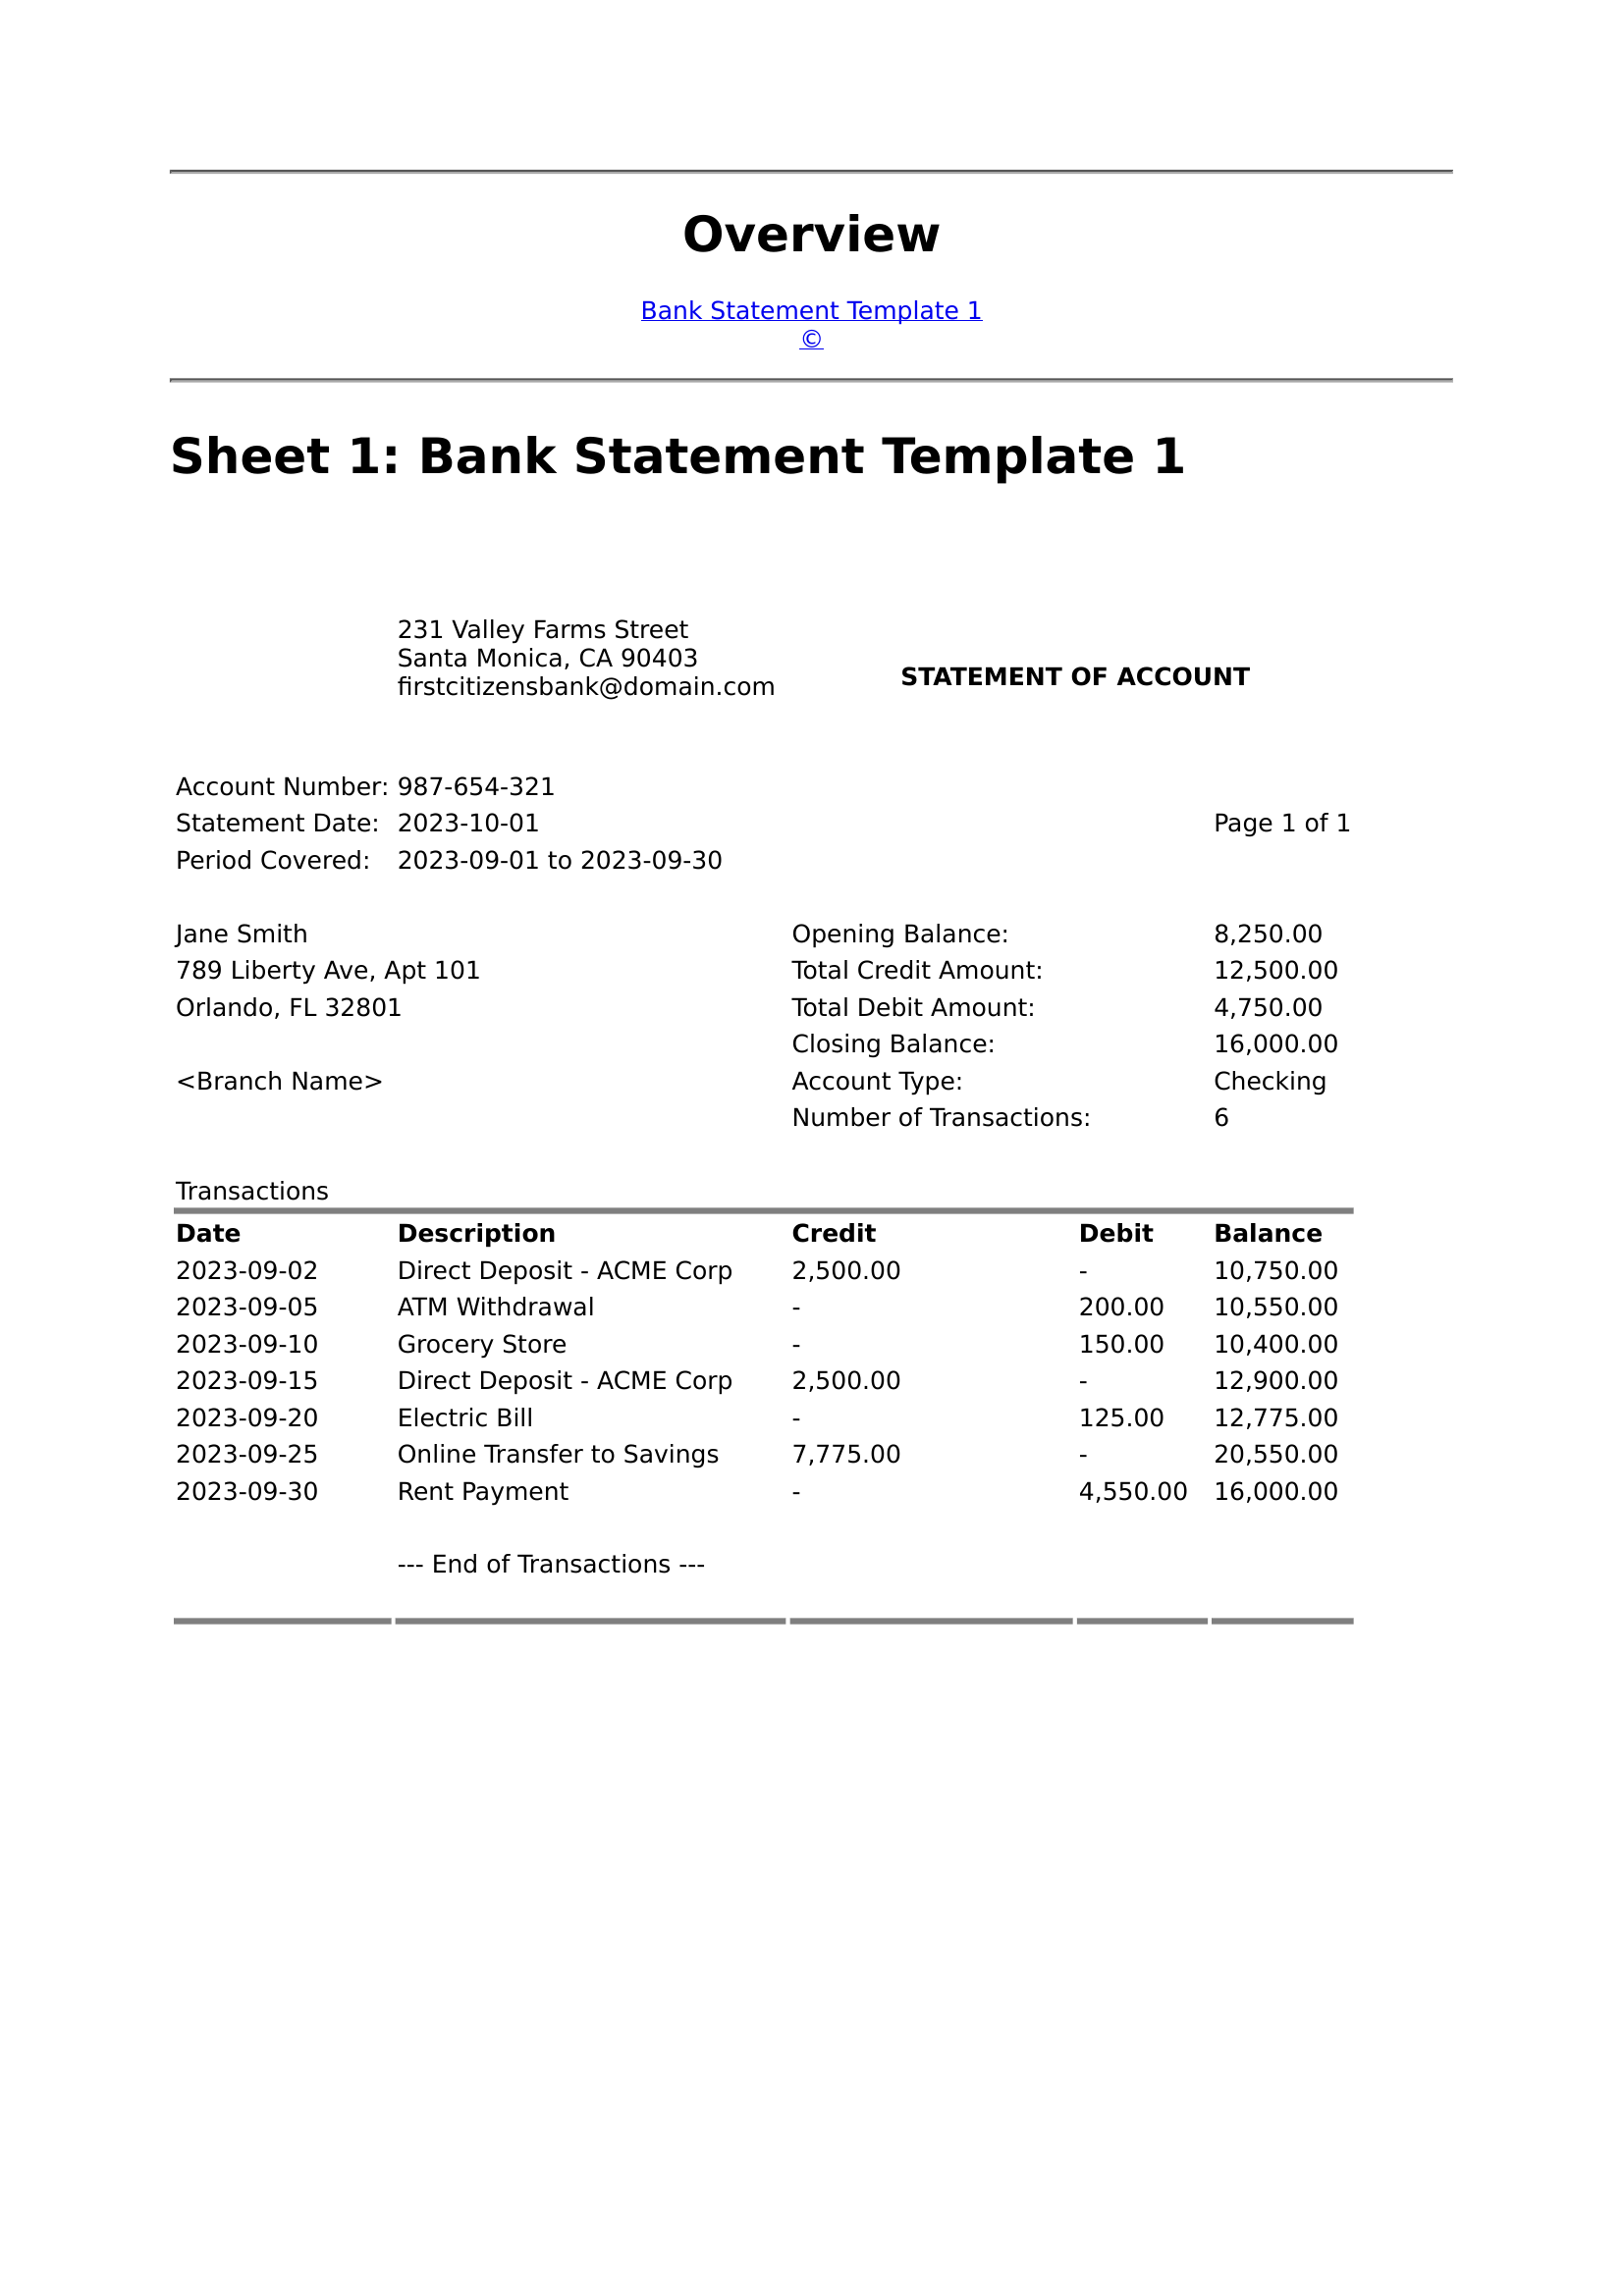 Overview
Bank Statement Template 1
©
Sheet 1: Bank Statement Template 1
231 Valley Farms Street
Santa Monica, CA 90403
firstcitizensbank@domain.com
STATEMENT OF ACCOUNT
Account Number: 987-654-321
Statement Date: 2023-10-01 Page 1 of 1
Period Covered: 2023-09-01 to 2023-09-30
Jane Smith Opening Balance: 8,250.00
789 Liberty Ave, Apt 101 Total Credit Amount: 12,500.00
Orlando, FL 32801 Total Debit Amount: 4,750.00
Closing Balance: 16,000.00
<Branch Name> Account Type: Checking
Number of Transactions: 6
Transactions
Date Description Credit Debit Balance
2023-09-02 Direct Deposit - ACME Corp 2,500.00 - 10,750.00
2023-09-05 ATM Withdrawal - 200.00 10,550.00
2023-09-10 Grocery Store - 150.00 10,400.00
2023-09-15 Direct Deposit - ACME Corp 2,500.00 - 12,900.00
2023-09-20 Electric Bill - 125.00 12,775.00
2023-09-25 Online Transfer to Savings 7,775.00 - 20,550.00
2023-09-30 Rent Payment - 4,550.00 16,000.00
--- End of Transactions ---